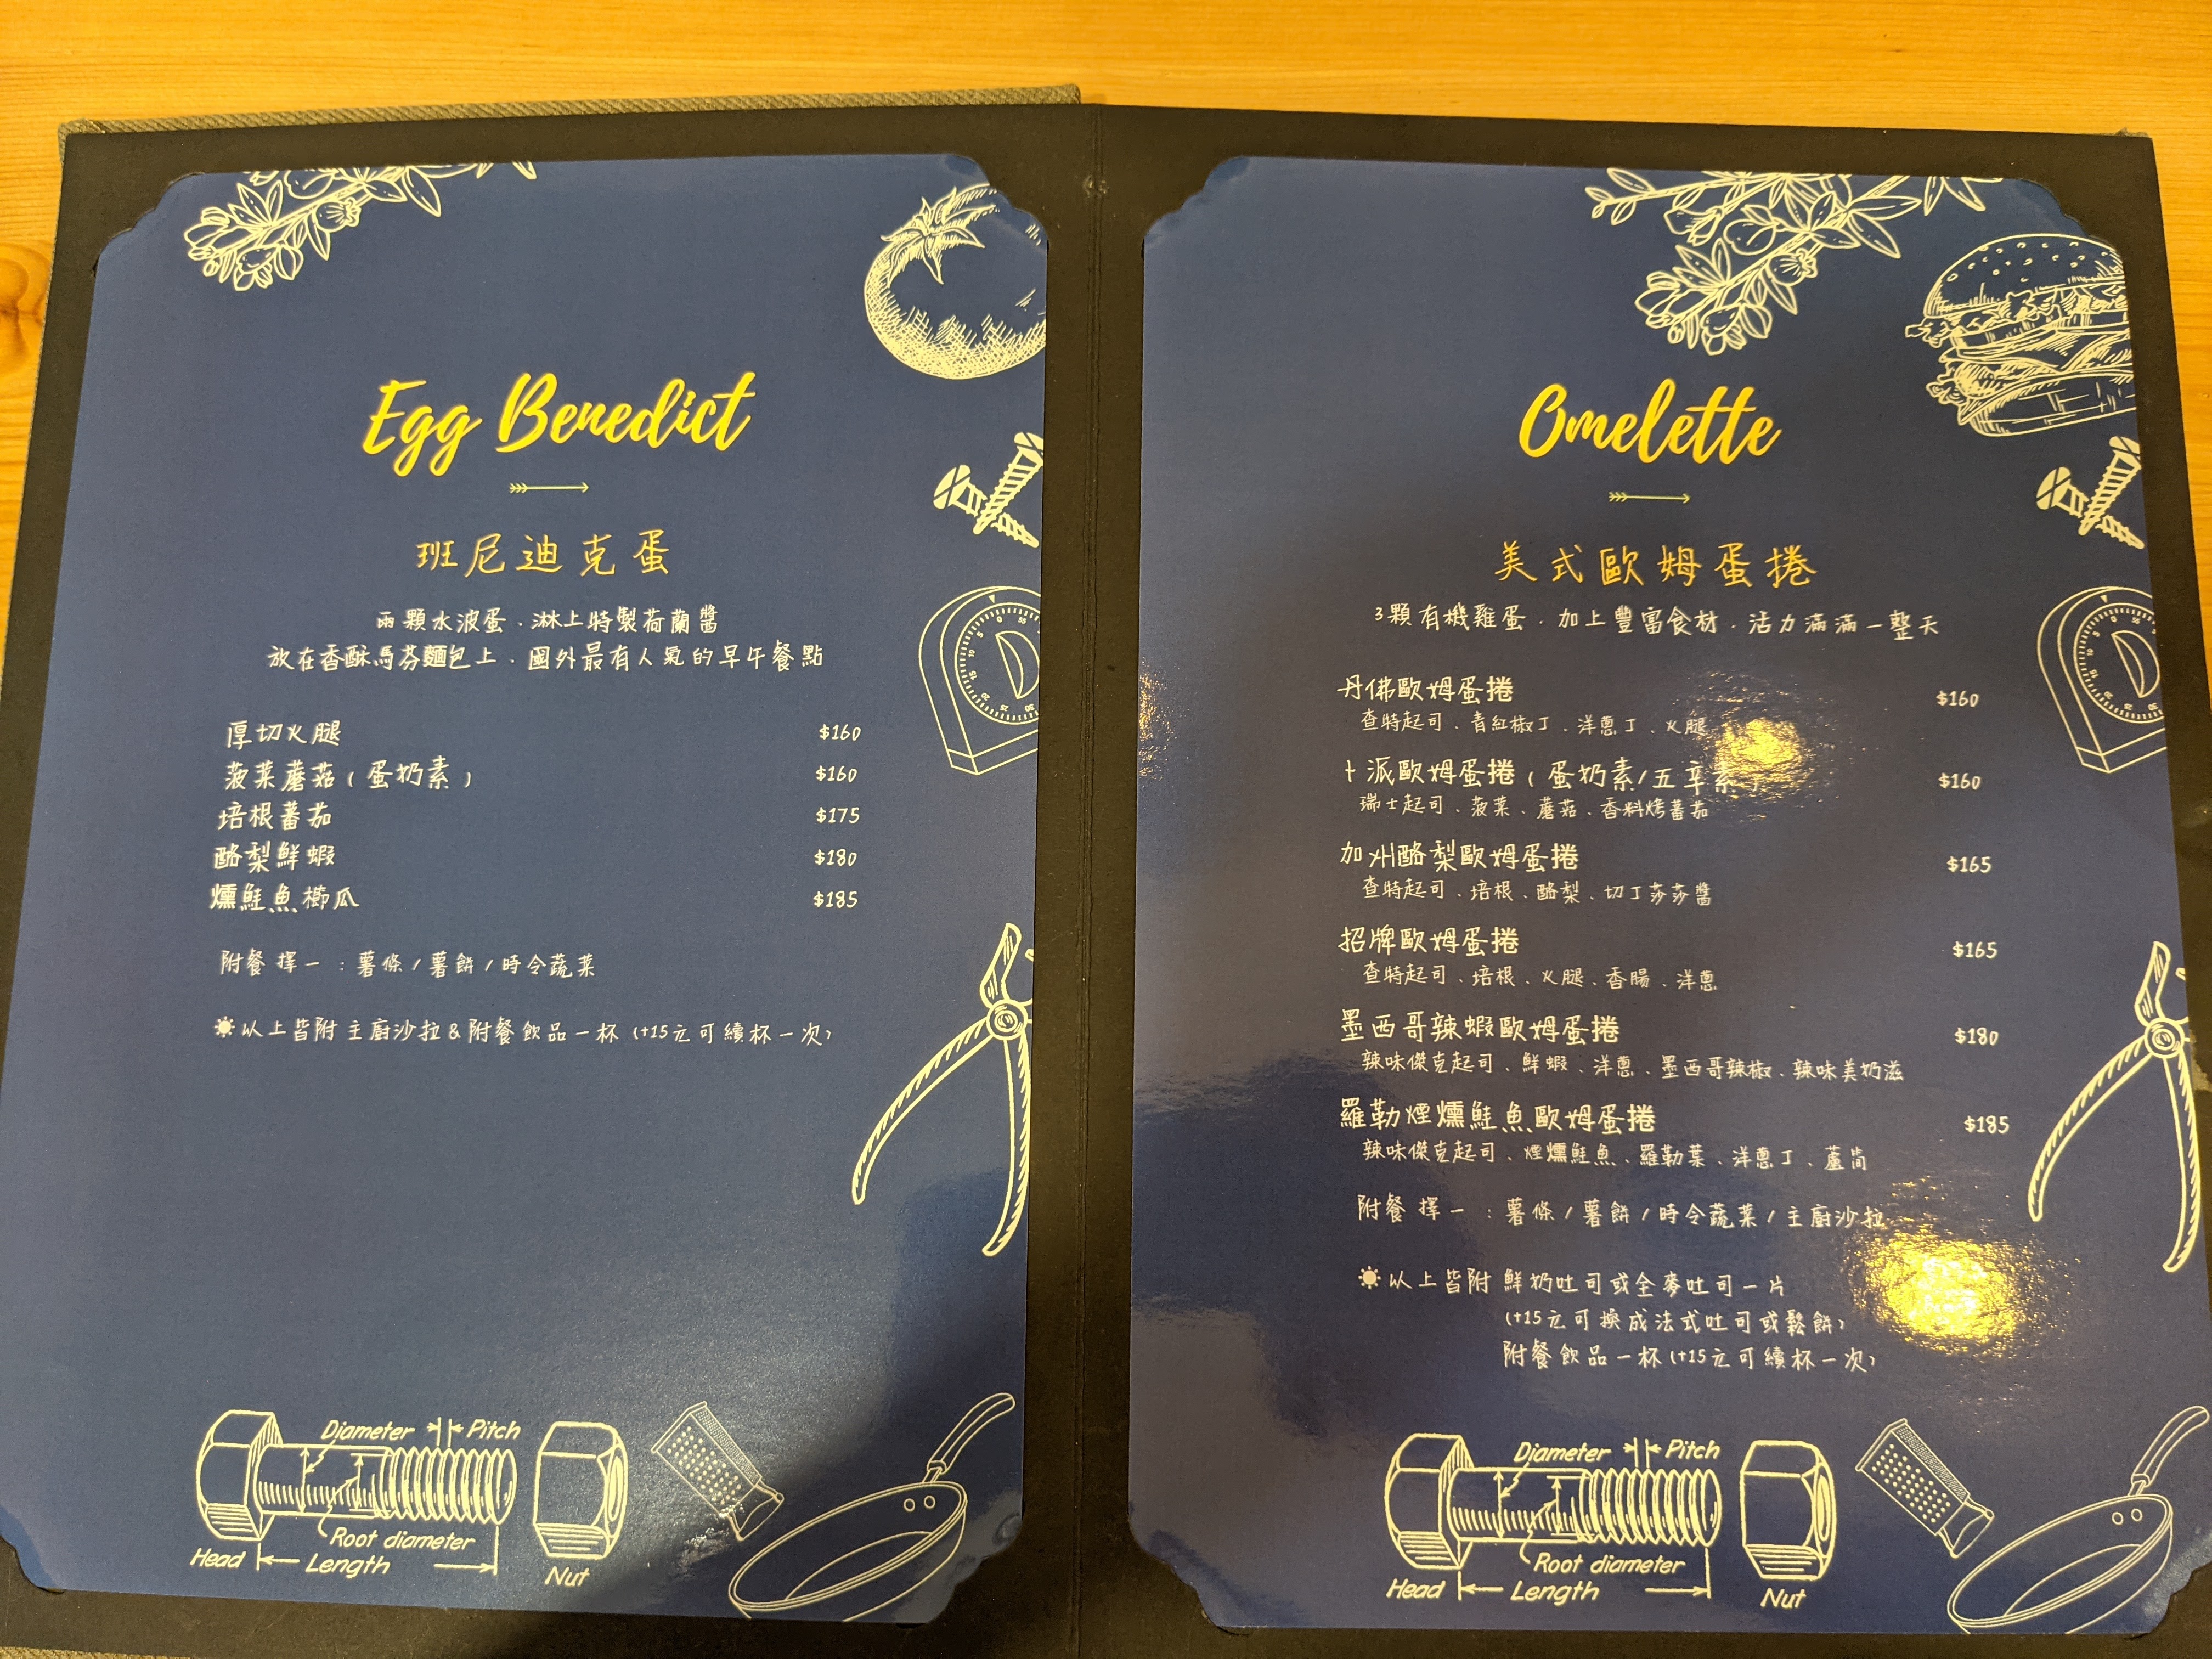 Egg Benedict
班尼迪克蛋
兩顆水波蛋．淋上特製荷蘭醬
放在香酥馬芬麵包上．國外最有人氣的早午餐點
厚切火腿 $160
菠菜蘑菇（蛋奶素） $160
培根蕃茄 $175
酪梨鮮蝦 $180
燻鮭魚櫛瓜 $185
附餐 擇一 ：薯條/薯餅/時令蔬菜
以上皆附 主廚沙拉&附餐飲品一杯 (+15元可續杯一次)
Diameter Pitch
Root diameter
Head Length Nut
Omelette
美式歐姆蛋捲
3顆有機雞蛋．加上豐富食材．活力滿滿一整天
丹佛歐姆蛋捲 $160
查特起司、青紅椒丁、洋蔥丁、火腿
卜派歐姆蛋捲（蛋奶素/五辛素） $160
瑞士起司、菠菜、蘑菇、香料烤蕃茄
加州酪梨歐姆蛋捲 $165
查特起司、培根、酪梨、切丁莎莎醬
招牌歐姆蛋捲 $165
查特起司、培根、火腿、香腸、洋蔥
墨西哥辣蝦歐姆蛋捲 $180
辣味傑克起司、鮮蝦、洋蔥、墨西哥辣椒、辣味美奶滋
羅勒煙燻鮭魚歐姆蛋捲 $185
辣味傑克起司、煙燻鮭魚、羅勒葉、洋蔥丁、蘆筍
附餐 擇一 ：薯條/薯餅/時令蔬菜/主廚沙拉
以上皆附 鮮奶吐司或全麥吐司一片
(+15元可換成法式吐司或鬆餅)
附餐飲品一杯(+15元可續杯一次)
Diameter Pitch
Root diameter
Head Length Nut